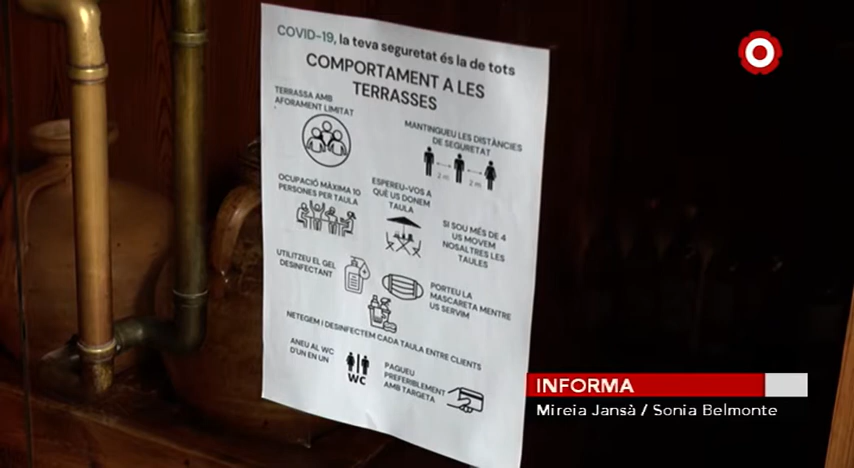 COVID-19, la teva seguretat és la de tots
COMPORTAMENT A LES
TERRASSES
TERRASSA AMB
AFORAMENT LIMITAT
MANTINGUEU LES DISTÀNCIES
DE SEGURETAT
2 m
2 m
OCUPACIÓ MÀXIMA 10
PERSONES PER TAULA
ESPEREU-VOS A
QUÈ US DONEM
TAULA
SI SOU MÉS DE 4
US MOVEM
NOSALTRES LES
TAULES
UTILITZEU EL GEL
DESINFECTANT
PORTEU LA
MASCARETA MENTRE
US SERVIM
NETEGEM I DESINFECTEM CADA TAULA ENTRE CLIENTS
ANEU AL WC
D'UN EN UN
WC
PAGUEU
PREFERIBLEMENT
AMB TARGETA
INFORMA
Mireia Jansà / Sonia Belmonte